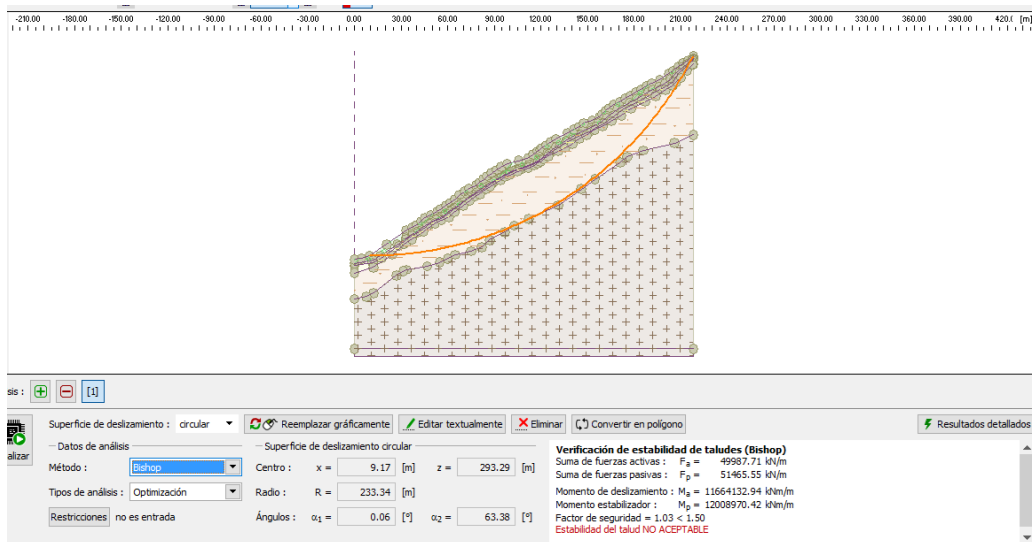 -210.00 -180.00 -150.00 -120.00 -90.00 -60.00 -30.00 0.00 30.00 60.00 90.00 120.00 150.00 180.00 210.00 240.00 270.00 300.00 330.00 360.00 390.00 420.( [m]
sis : [1]
alizar
Superficie de deslizamiento : circular Reemplazar gráficamente Editar textualmente Eliminar Convertir en polígono Resultados detallados
Datos de análisis
Método : Bishop
Tipos de análisis : Optimización
Restricciones no es entrada
Superficie de deslizamiento circular
Centro : x = 9.17 [m] z = 293.29 [m]
Radio : R = 233.34 [m]
Ángulos : α1 = 0.06 [°] α2 = 63.38 [°]
Verificación de estabilidad de taludes (Bishop)
Suma de fuerzas activas : Fa = 49987.71 kN/m
Suma de fuerzas pasivas : Fp = 51465.55 kN/m
Momento de deslizamiento : Ma = 11664132.94 kNm/m
Momento estabilizador : Mp = 12008970.42 kNm/m
Factor de seguridad = 1.03 < 1.50
Estabilidad del talud NO ACEPTABLE